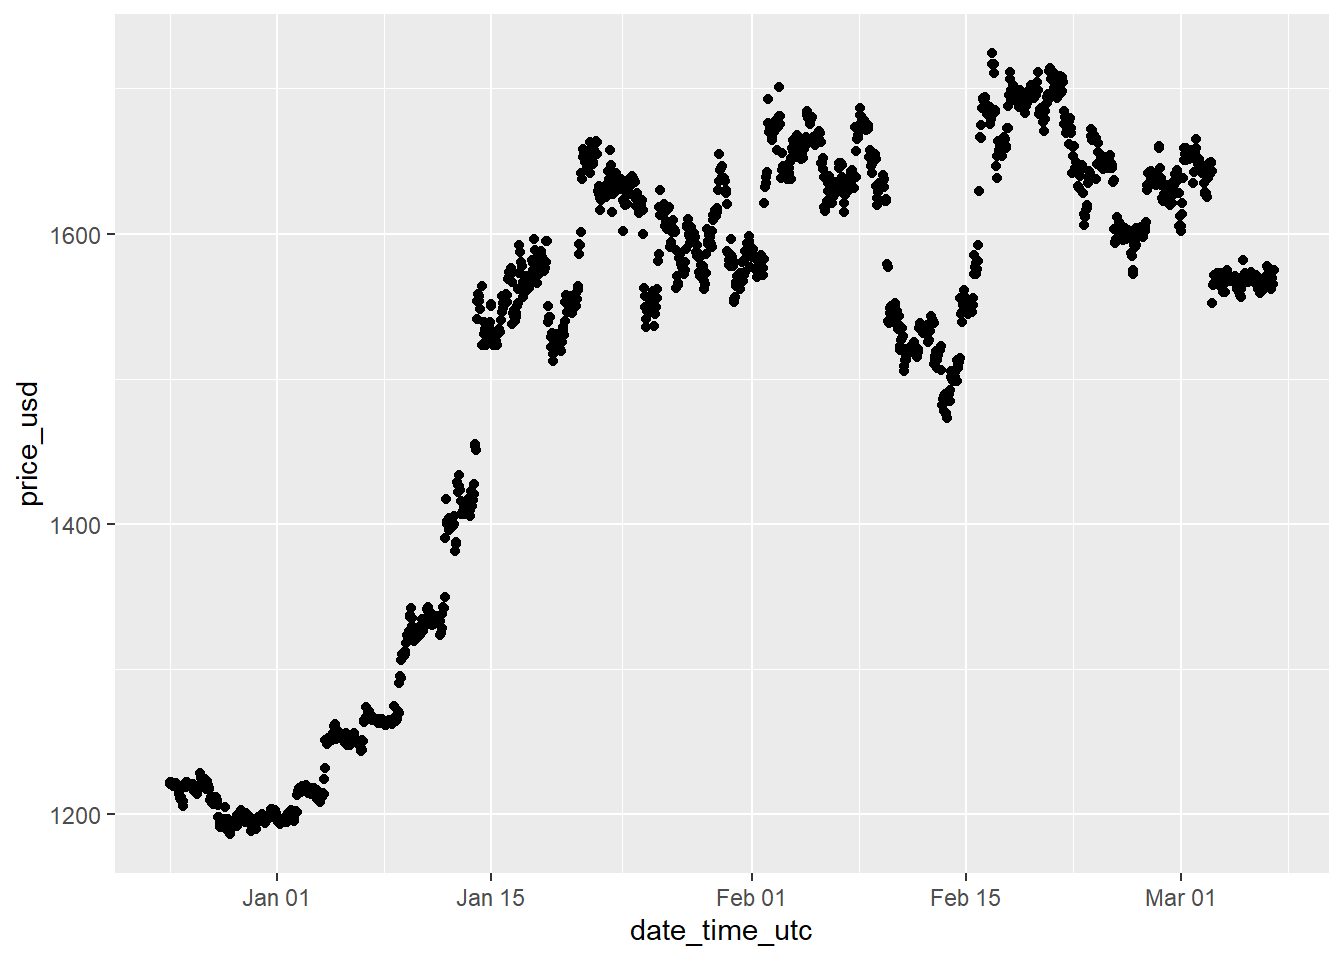 price_usd
1600
1400
1200
Jan 01
Jan 15
Feb 01
Feb 15
Mar 01
date_time_utc